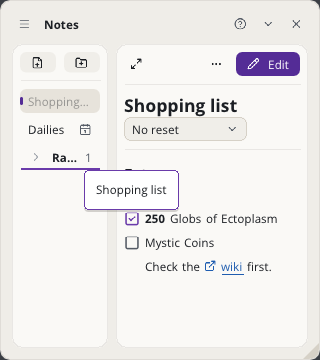 Notes
Shopping...
Dailies
Ra... 1
Edit
Shopping list
No reset
Shopping list
250 Globs of Ectoplasm
Mystic Coins
Check the wiki first.